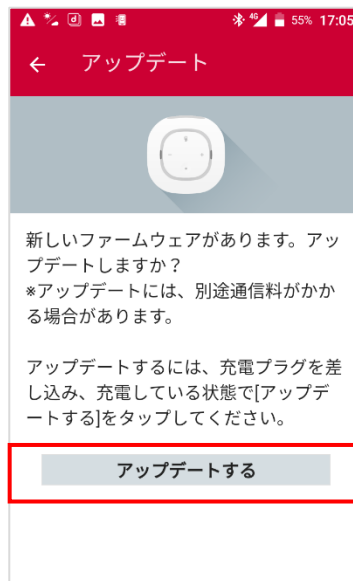 4G 55% 17:05
← アップデート
新しいファームウェアがあります。アッ
プデートしますか？
※アップデートには、別途通信料がかか
る場合があります。
アップデートするには、充電プラグを差
し込み、充電している状態で[アップデ
ートする]をタップしてください。
アップデートする